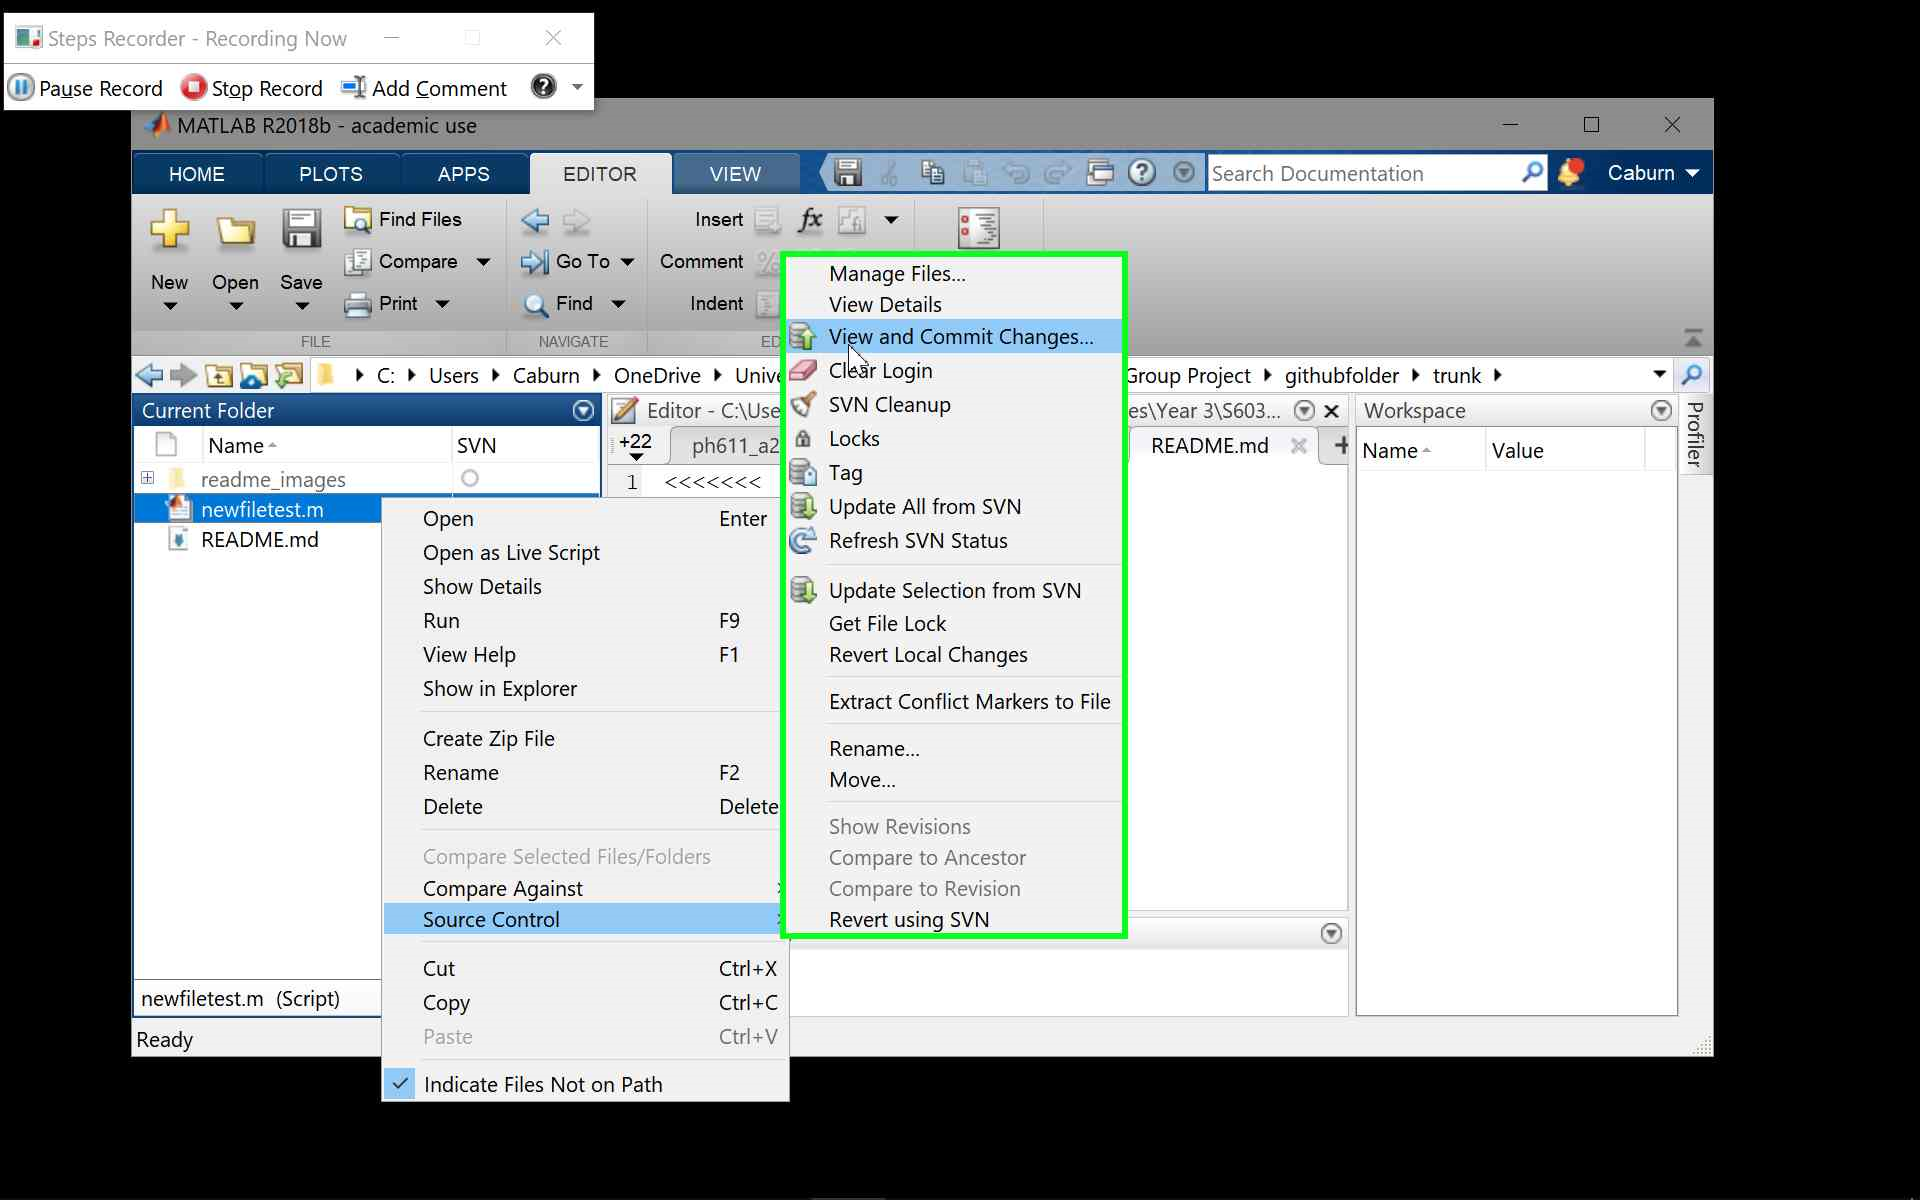 Steps Recorder - Recording Now
Pause Record Stop Record Add Comment
MATLAB R2018b - academic use
HOME PLOTS APPS EDITOR VIEW Search Documentation Caburn
New Open Save
Find Files
Compare
Print
Go To
Find
Insert fx
Comment
Indent
FILE NAVIGATE ED
C: Users Caburn OneDrive Unive Group Project githubfolder trunk
Current Folder
Name SVN
readme_images
newfiletest.m
README.md
newfiletest.m (Script)
Ready
Editor - C:\Use es\Year 3\S603...
+22 ph611_a2 README.md +
1 <<<<<<<
Workspace
Name Value
Profiler
Open Enter
Open as Live Script
Show Details
Run F9
View Help F1
Show in Explorer
Create Zip File
Rename F2
Delete Delete
Compare Selected Files/Folders
Compare Against
Source Control
Cut Ctrl+X
Copy Ctrl+C
Paste Ctrl+V
Indicate Files Not on Path
Manage Files...
View Details
View and Commit Changes...
Clear Login
SVN Cleanup
Locks
Tag
Update All from SVN
Refresh SVN Status
Update Selection from SVN
Get File Lock
Revert Local Changes
Extract Conflict Markers to File
Rename...
Move...
Show Revisions
Compare to Ancestor
Compare to Revision
Revert using SVN